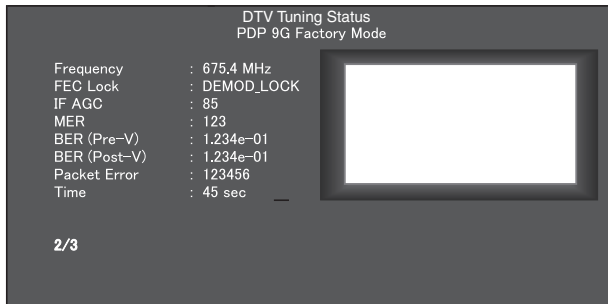 DTV Tuning Status
PDP 9G Factory Mode
Frequency : 675.4 MHz
FEC Lock : DEMOD_LOCK
IF AGC : 85
MER : 123
BER (Pre-V) : 1.234e-01
BER (Post-V) : 1.234e-01
Packet Error : 123456
Time : 45 sec
2/3